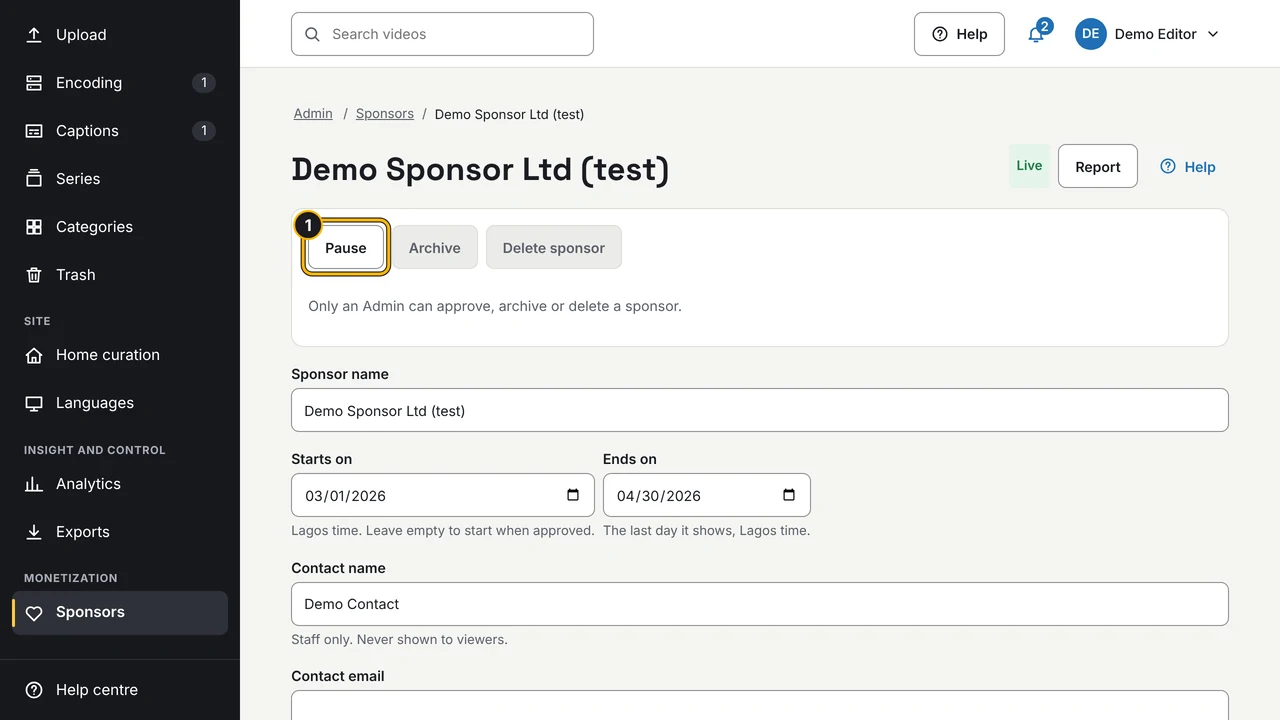 Upload
Encoding 1
Captions 1
Series
Categories
Trash
SITE
Home curation
Languages
INSIGHT AND CONTROL
Analytics
Exports
MONETIZATION
Sponsors
Help centre
Search videos
Help
2
DE Demo Editor
Admin / Sponsors / Demo Sponsor Ltd (test)
Demo Sponsor Ltd (test)
Live Report Help
1
Pause Archive Delete sponsor
Only an Admin can approve, archive or delete a sponsor.
Sponsor name
Demo Sponsor Ltd (test)
Starts on Ends on
03/01/2026 04/30/2026
Lagos time. Leave empty to start when approved. The last day it shows, Lagos time.
Contact name
Demo Contact
Staff only. Never shown to viewers.
Contact email